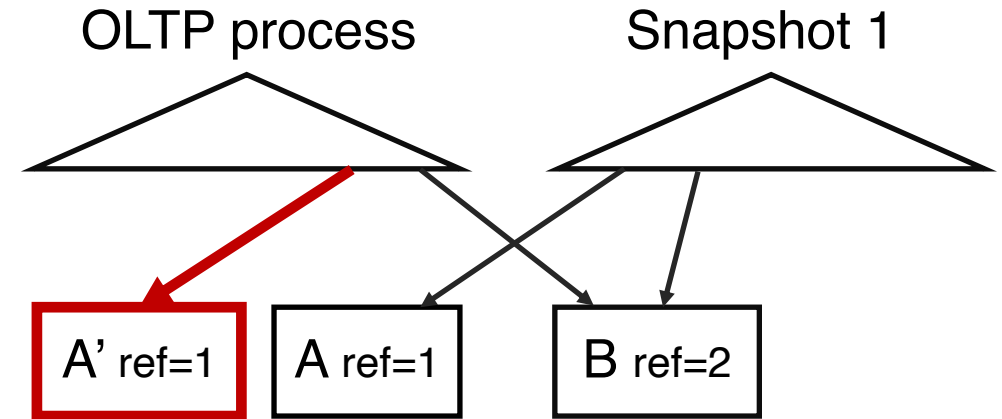 OLTP process
Snapshot 1
A’ ref=1
A ref=1
B ref=2